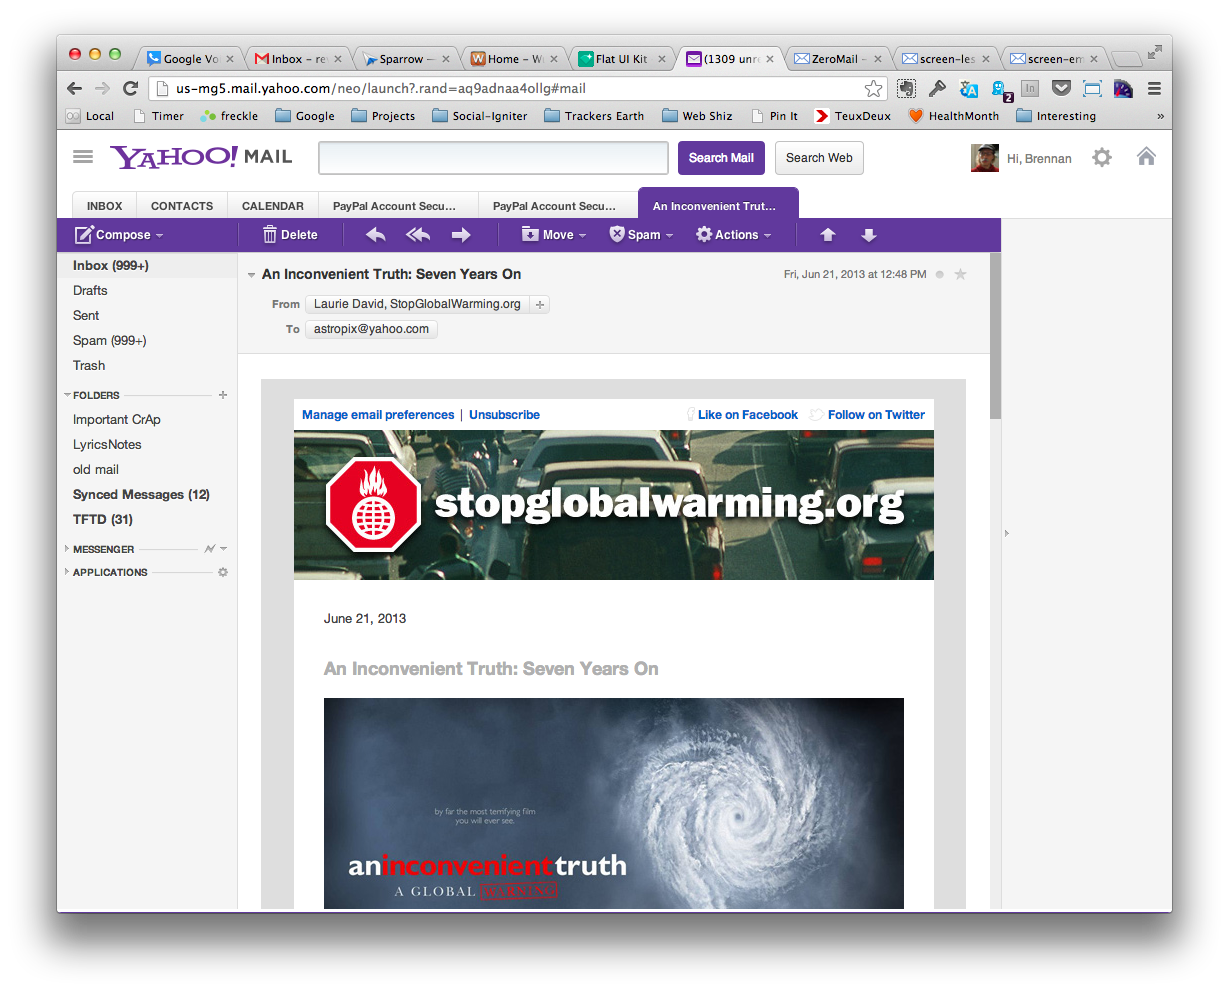 Google Vo
Inbox – re
Sparrow —
Home – W
Flat UI Kit
(1309 unre
ZeroMail –
screen-les
screen-em
us-mg5.mail.yahoo.com/neo/launch?.rand=aq9adnaa4ollg#mail
2
Local
Timer
freckle
Google
Projects
Social-Igniter
Trackers Earth
Web Shiz
Pin It
TeuxDeux
HealthMonth
Interesting
»
YAHOO! MAIL
Search Mail
Search Web
Hi, Brennan
INBOX
CONTACTS
CALENDAR
PayPal Account Secu...
PayPal Account Secu...
An Inconvenient Trut...
Compose
Delete
Move
Spam
Actions
Inbox (999+)
Drafts
Sent
Spam (999+)
Trash
FOLDERS
Important CrAp
LyricsNotes
old mail
Synced Messages (12)
TFTD (31)
MESSENGER
APPLICATIONS
An Inconvenient Truth: Seven Years On
Fri, Jun 21, 2013 at 12:48 PM
From Laurie David, StopGlobalWarming.org +
To astropix@yahoo.com
Manage email preferences | Unsubscribe
Like on Facebook
Follow on Twitter
stopglobalwarming.org
June 21, 2013
An Inconvenient Truth: Seven Years On
by far the most terrifying film
you will ever see.
aninconvenienttruth
A GLOBAL WARNING